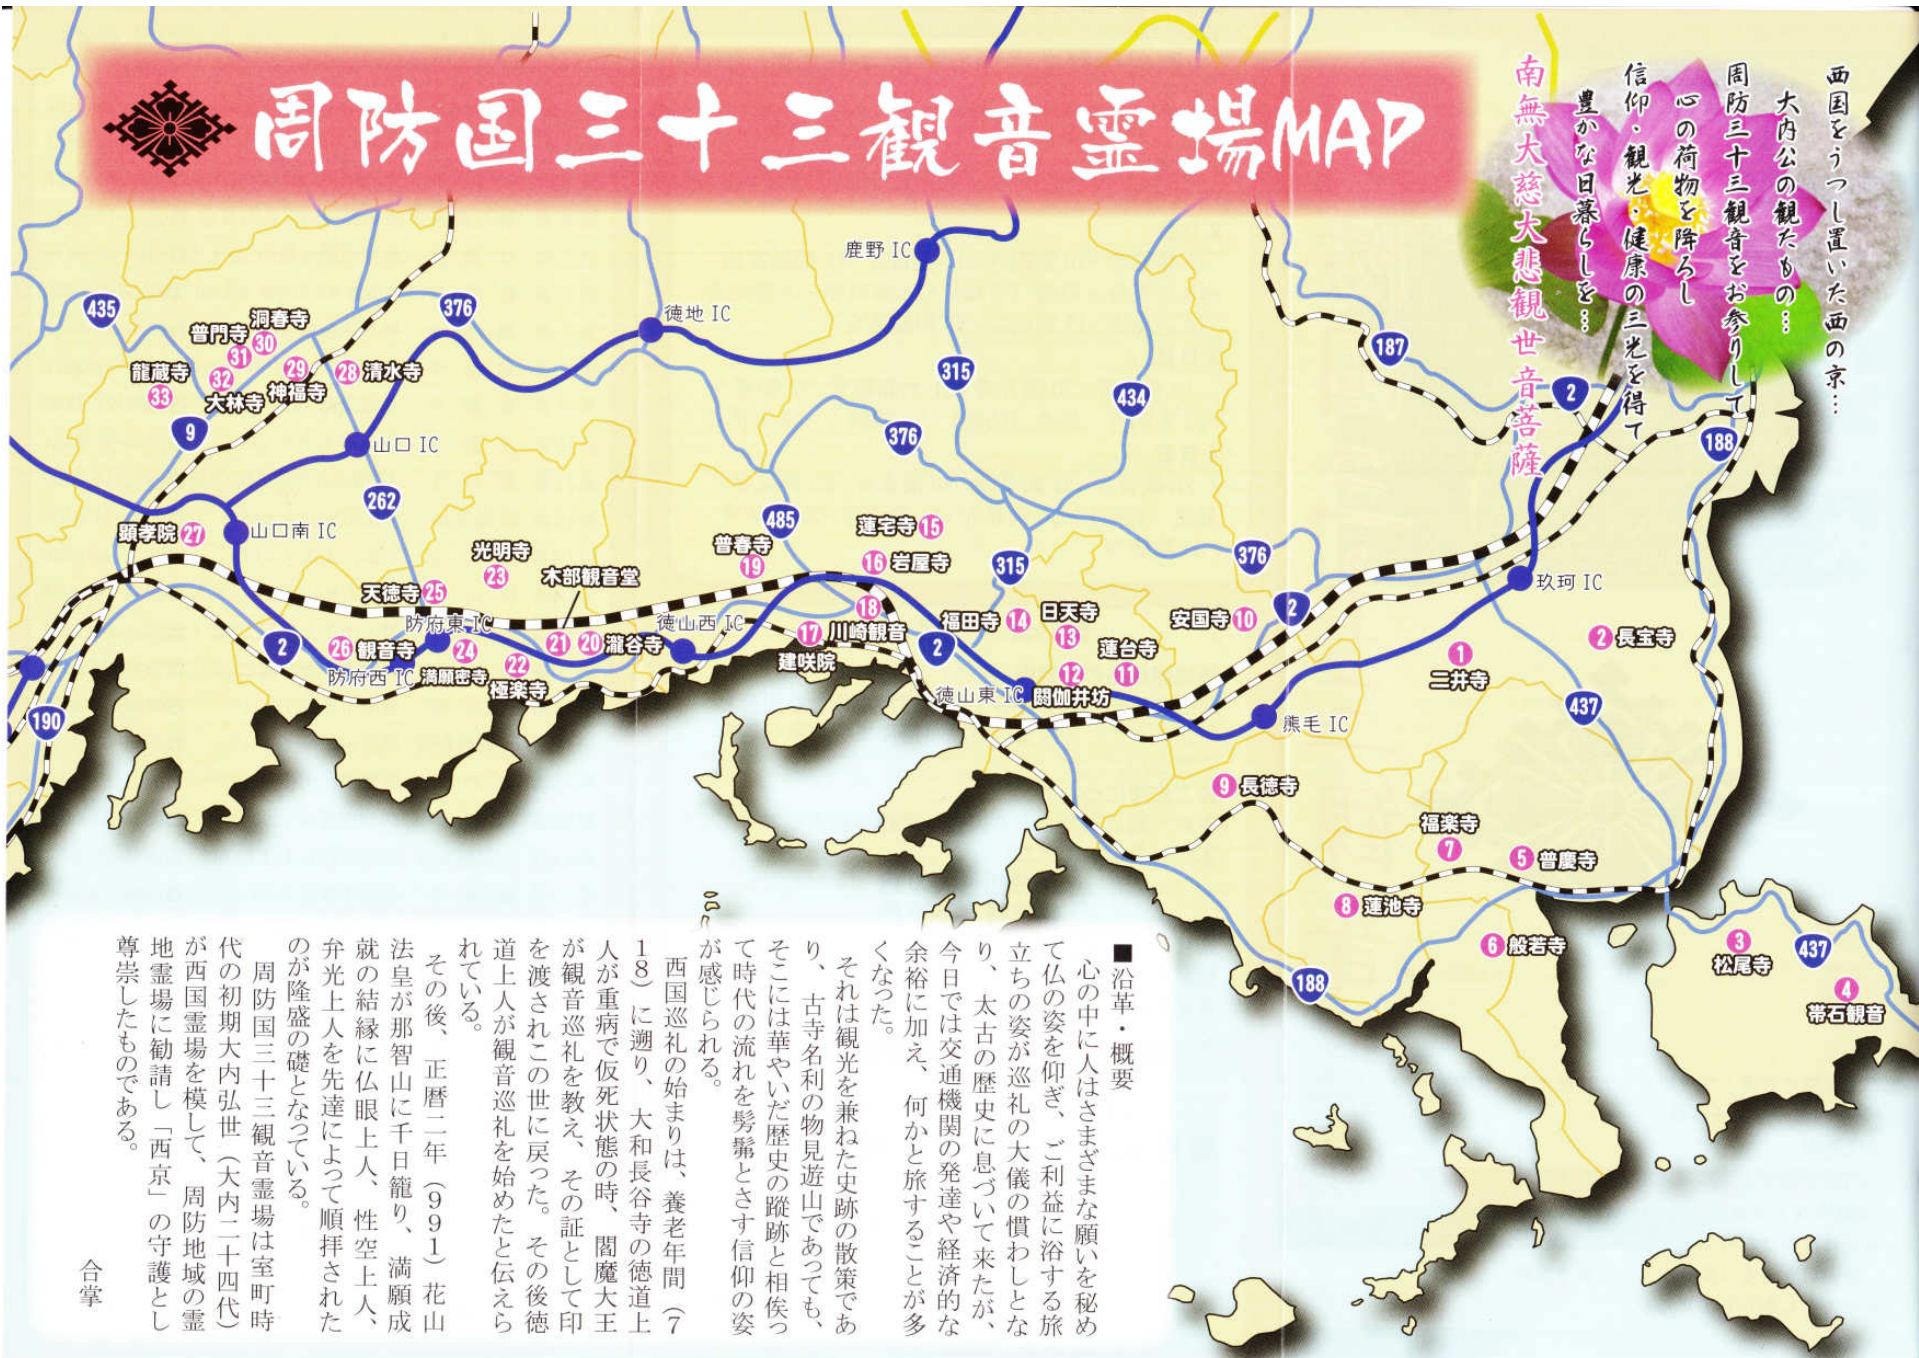 周防国三十三観音霊場MAP
西国をうつし置いた西の京…
大内公の観たもの…
周防三十三観音をお参りして
心の荷物を降ろし
信仰・観光・健康の三光を得て
豊かな日暮らしを…
南無大慈大悲観世音菩薩
鹿野 IC
徳地 IC
435
376
洞春寺
普門寺
30
31
龍蔵寺
33
32
大林寺
29
神福寺
28
清水寺
9
山口 IC
315
434
187
2
188
376
262
485
顕孝院
27
山口南 IC
光明寺
23
木部観音堂
普春寺
19
蓮宅寺
15
16
岩屋寺
315
376
玖珂 IC
天徳寺
25
防府東 IC
徳山西 IC
18
川崎観音
17
建咲院
福田寺
14
日天寺
13
安国寺
10
2
2
26
観音寺
防府西 IC
24
満願密寺
22
極楽寺
21
20
瀧谷寺
2
蓮台寺
11
12
閼伽井坊
徳山東 IC
1
二井寺
2
長宝寺
437
熊毛 IC
190
9
長徳寺
福楽寺
7
5
普慶寺
8
蓮池寺
6
般若寺
188
3
松尾寺
437
4
帯石観音
■沿革・概要
心の中に人はさまざまな願いを秘め
て仏の姿を仰ぎ、ご利益に浴する旅
立ちの姿が巡礼の大儀の慣わしとな
り、太古の歴史に息づいて来たが、
今日では交通機関の発達や経済的な
余裕に加え、何かと旅することが多
くなった。
それは観光を兼ねた史跡の散策であ
り、古寺名利の物見遊山であっても、
そこには華やいだ歴史の蹤跡と相俟っ
て時代の流れを髣髴とさす信仰の姿
が感じられる。
西国巡礼の始まりは、養老年間（7
18）に遡り、大和長谷寺の徳道上
人が重病で仮死状態の時、閻魔大王
が観音巡礼を教え、その証として印
を渡されこの世に戻った。その後徳
道上人が観音巡礼を始めたと伝えら
れている。
その後、正暦二年（991）花山
法皇が那智山に千日籠り、満願成
就の結縁に仏眼上人、性空上人、
弁光上人を先達によって順拝された
のが隆盛の礎となっている。
周防国三十三観音霊場は室町時
代の初期大内弘世（大内二十四代）
が西国霊場を模して、周防地域の霊
地霊場に勧請し「西京」の守護とし
尊崇したものである。
合掌